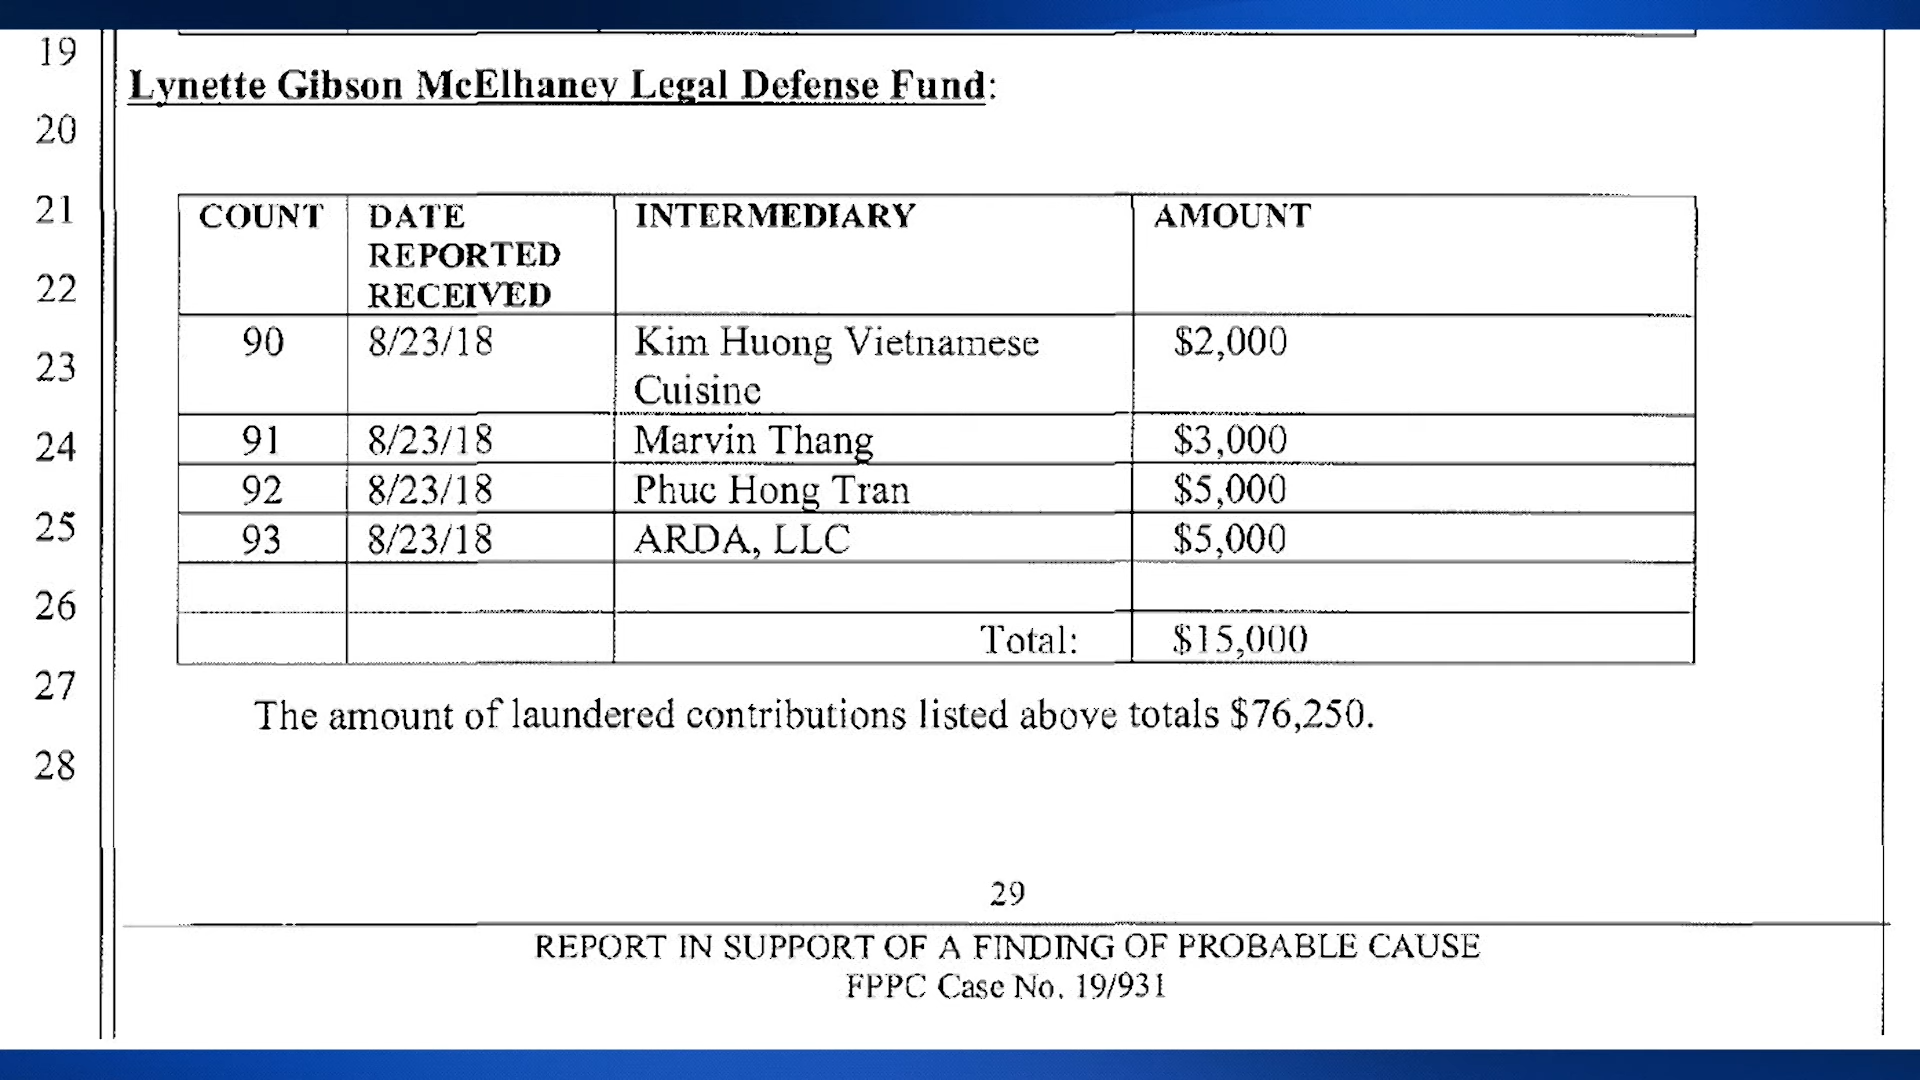 19
Lynette Gibson McElhaney Legal Defense Fund:
20
21
COUNT DATE INTERMEDIARY AMOUNT
REPORTED
22
RECEIVED
90 8/23/18 Kim Huong Vietnamese $2,000
23
Cuisine
24
91 8/23/18 Marvin Thang $3,000
92 8/23/18 Phuc Hong Tran $5,000
25
93 8/23/18 ARDA, LLC $5,000
26
Total: $15,000
27
The amount of laundered contributions listed above totals $76,250.
28
29
REPORT IN SUPPORT OF A FINDING OF PROBABLE CAUSE
FPPC Case No. 19/931